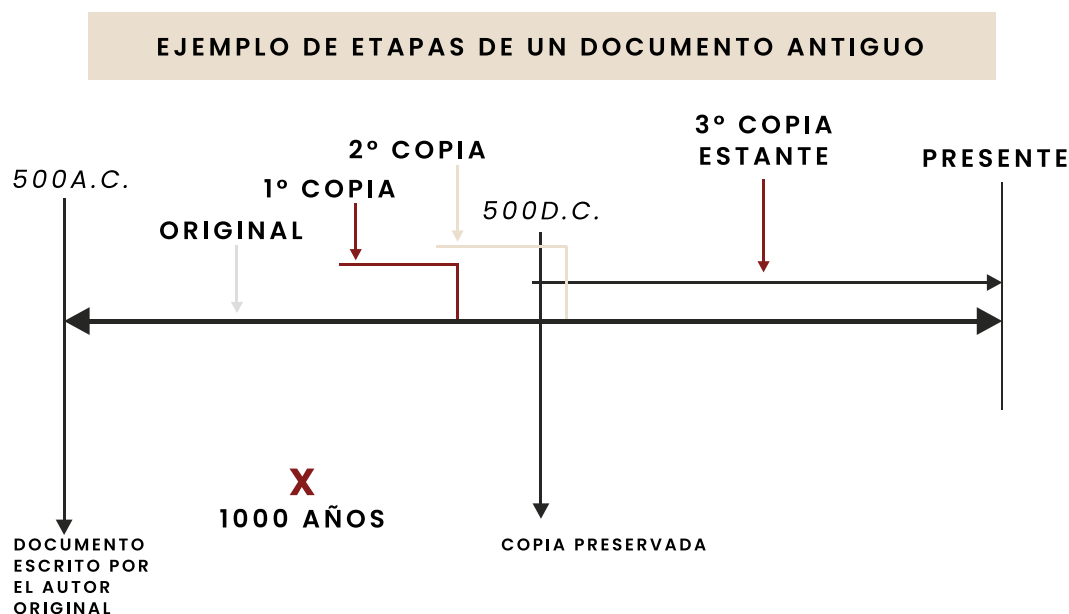 EJEMPLO DE ETAPAS DE UN DOCUMENTO ANTIGUO
3º COPIA
ESTANTE
2º COPIA
PRESENTE
500A.C.
1º COPIA
500D.C.
ORIGINAL
X
1000 AÑOS
DOCUMENTO
ESCRITO POR
EL AUTOR
ORIGINAL
COPIA PRESERVADA